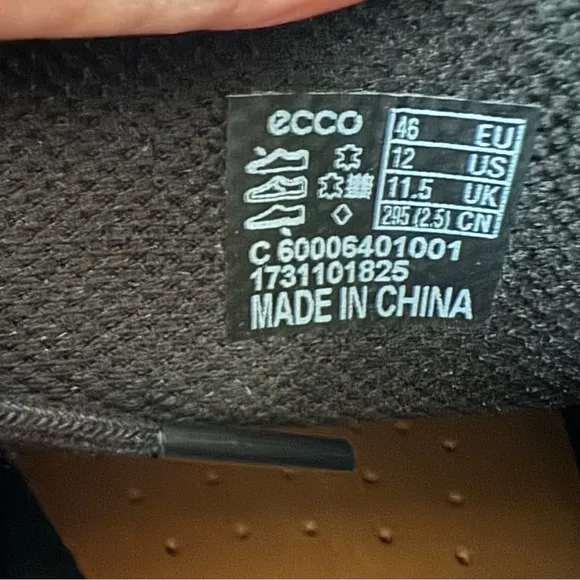 ecco
46 EU
12 US
11.5 UK
295 (2.5) CN
C 60006401001
1731101825
MADE IN CHINA